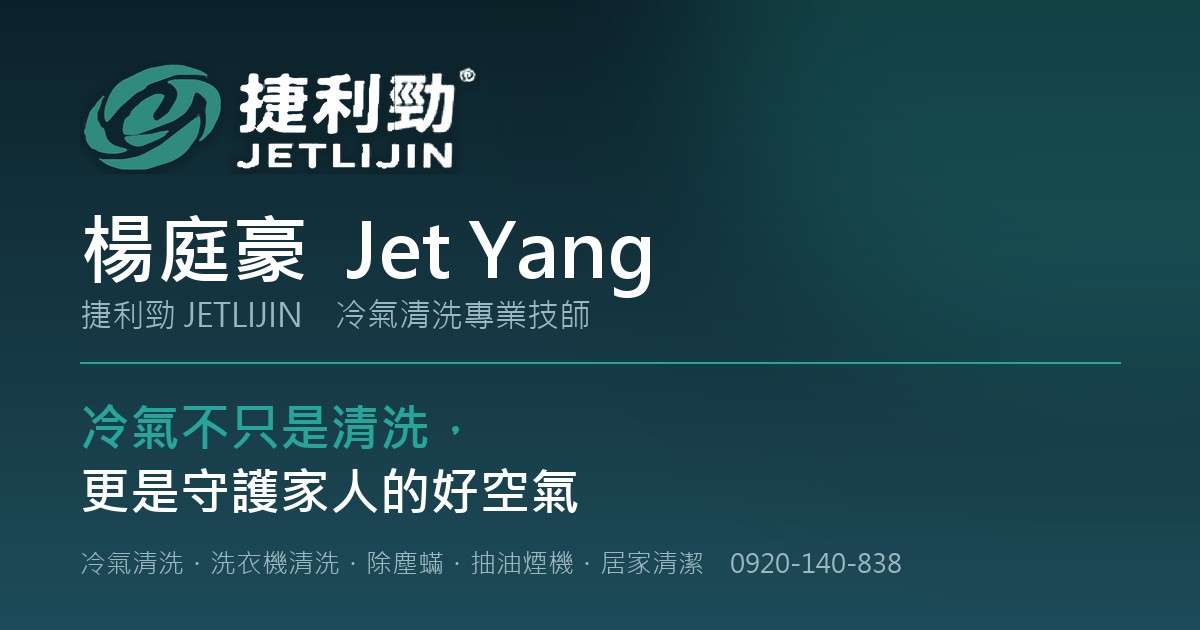 捷利勁®
JETLIJIN
楊庭豪 Jet Yang
捷利勁 JETLIJIN 冷氣清洗專業技師
冷氣不只是清洗，
更是守護家人的好空氣
冷氣清洗．洗衣機清洗．除塵蟎．抽油煙機．居家清潔 0920-140-838